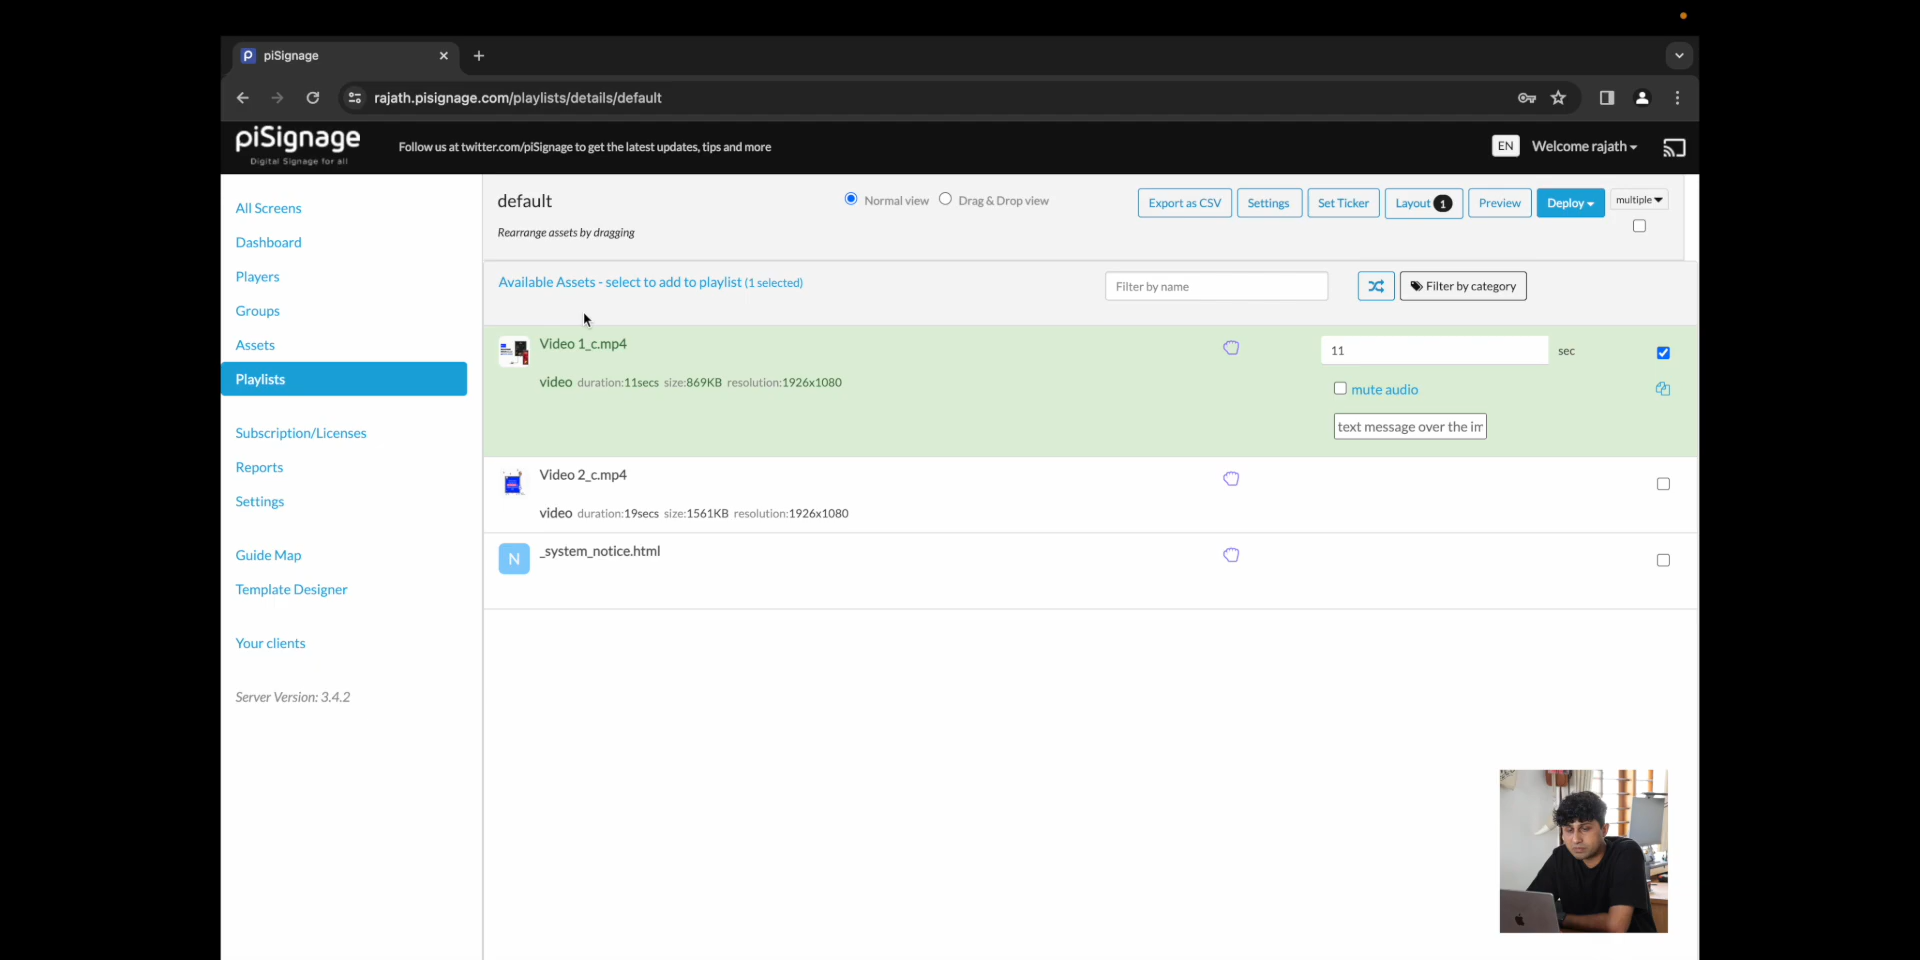 piSignage
rajath.pisignage.com/playlists/details/default
piSignage
Digital Signage for all
Follow us at twitter.com/piSignage to get the latest updates, tips and more
EN
Welcome rajath
All Screens
Dashboard
Players
Groups
Assets
Playlists
Subscription/Licenses
Reports
Settings
Guide Map
Template Designer
Your clients
Server Version: 3.4.2
default
Normal view
Drag & Drop view
Export as CSV
Settings
Set Ticker
Layout 1
Preview
Deploy
multiple
Rearrange assets by dragging
Available Assets - select to add to playlist (1 selected)
Filter by name
Filter by category
Video 1_c.mp4
11 sec
video duration:11secs size:869KB resolution:1926x1080
mute audio
text message over the im
Video 2_c.mp4
video duration:19secs size:1561KB resolution:1926x1080
N
_system_notice.html